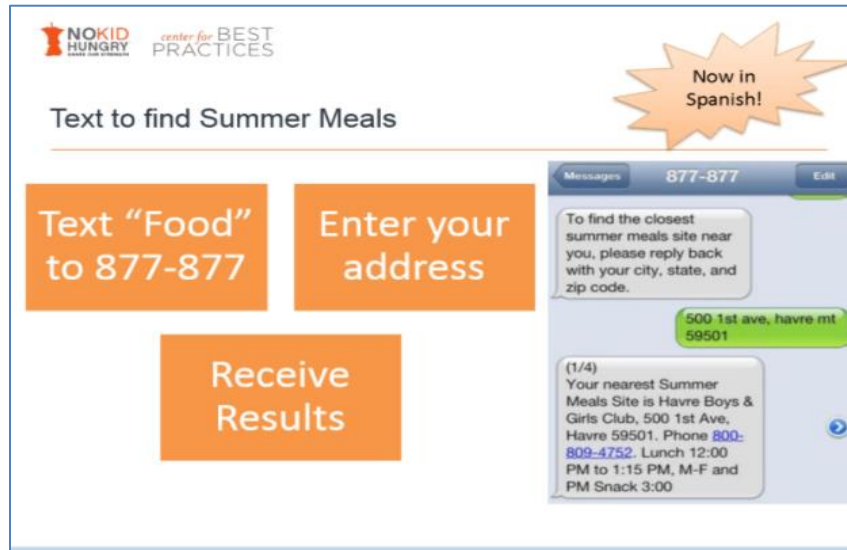 NOKID
HUNGRY
SHARE OUR STRENGTH
center for BEST
PRACTICES
Now in
Spanish!
Text to find Summer Meals
Text “Food”
to 877-877
Enter your
address
Receive
Results
Messages
877-877
Edit
To find the closest
summer meals site near
you, please reply back
with your city, state, and
zip code.
500 1st ave, havre mt
59501
(1/4)
Your nearest Summer
Meals Site is Havre Boys &
Girls Club, 500 1st Ave,
Havre 59501. Phone 800-
809-4752. Lunch 12:00
PM to 1:15 PM, M-F and
PM Snack 3:00